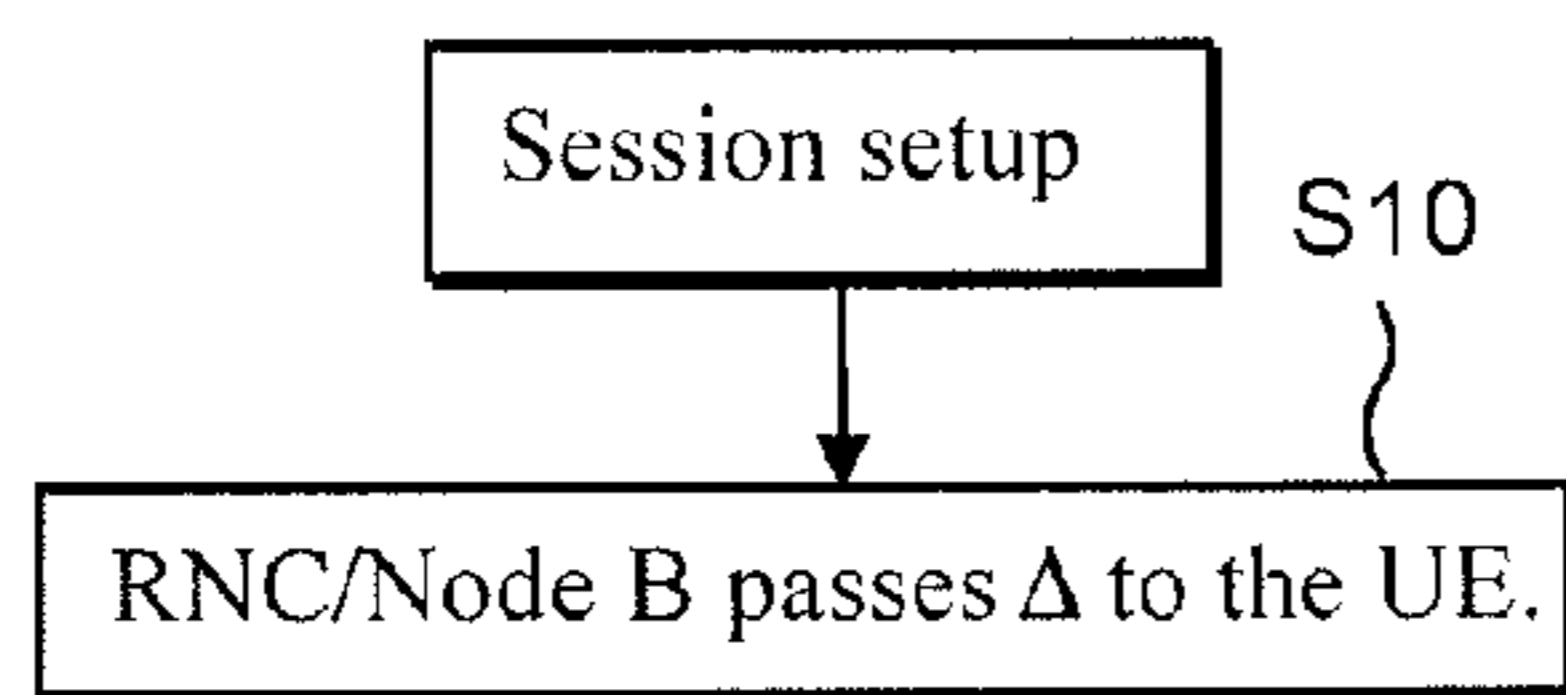 Session setup
S10
RNC/Node B passes Δ to the UE.